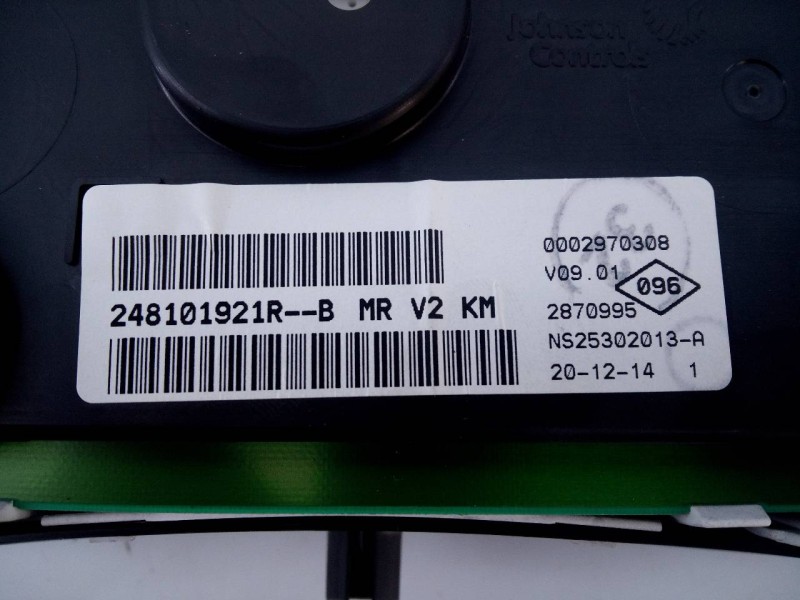 Johnson
Controls
0002970308
V09.01
096
248101921R--B MR V2 KM
2870995
NS25302013-A
20-12-14 1